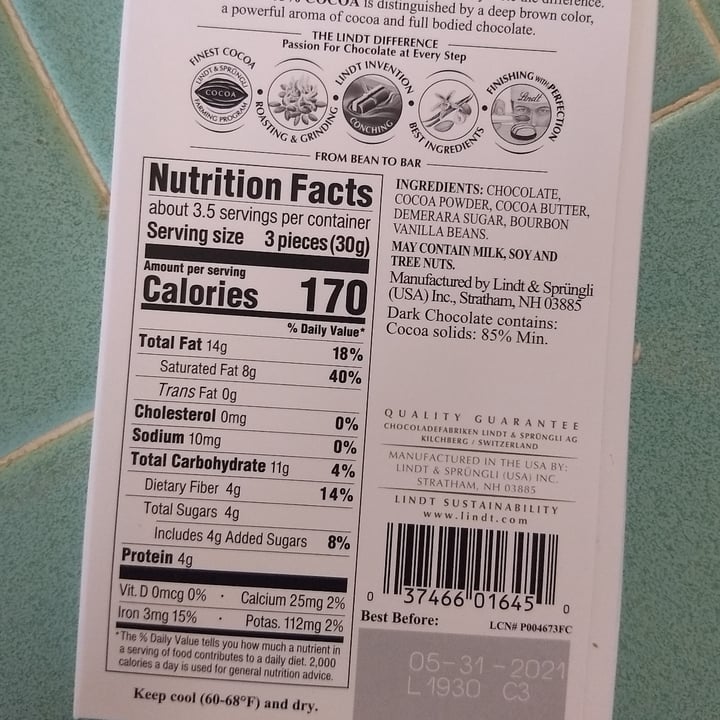 COCOA is distinguished by a deep brown color,
a powerful aroma of cocoa and full bodied chocolate.
THE LINDT DIFFERENCE
Passion For Chocolate at Every Step
FINEST COCOA
LINDT & SPRÜNGLI
COCOA
FARMING PROGRAM
ROASTING & GRINDING
LINDT INVENTION
CONCHING
BEST INGREDIENTS
FINISHING WITH PERFECTION
Lindt
FROM BEAN TO BAR
Nutrition Facts
about 3.5 servings per container
Serving size 3 pieces (30g)
Amount per serving
Calories 170
% Daily Value*
Total Fat 14g 18%
Saturated Fat 8g 40%
Trans Fat 0g
Cholesterol 0mg 0%
Sodium 10mg 0%
Total Carbohydrate 11g 4%
Dietary Fiber 4g 14%
Total Sugars 4g
Includes 4g Added Sugars 8%
Protein 4g
Vit. D 0mcg 0% · Calcium 25mg 2%
Iron 3mg 15% · Potas. 112mg 2%
*The % Daily Value tells you how much a nutrient in
a serving of food contributes to a daily diet. 2,000
calories a day is used for general nutrition advice.
Keep cool (60-68°F) and dry.
INGREDIENTS: CHOCOLATE,
COCOA POWDER, COCOA BUTTER,
DEMERARA SUGAR, BOURBON
VANILLA BEANS.
MAY CONTAIN MILK, SOY AND
TREE NUTS.
Manufactured by Lindt & Sprüngli
(USA) Inc., Stratham, NH 03885
Dark Chocolate contains:
Cocoa solids: 85% Min.
QUALITY GUARANTEE
CHOCOLADEFABRIKEN LINDT & SPRÜNGLI AG
KILCHBERG / SWITZERLAND
MANUFACTURED IN THE USA BY:
LINDT & SPRÜNGLI (USA) INC.
STRATHAM, NH 03885
LINDT SUSTAINABILITY
www.lindt.com
0 37466 01645 0
Best Before:
LCN# P004673FC
05-31-2021
L1930 C3